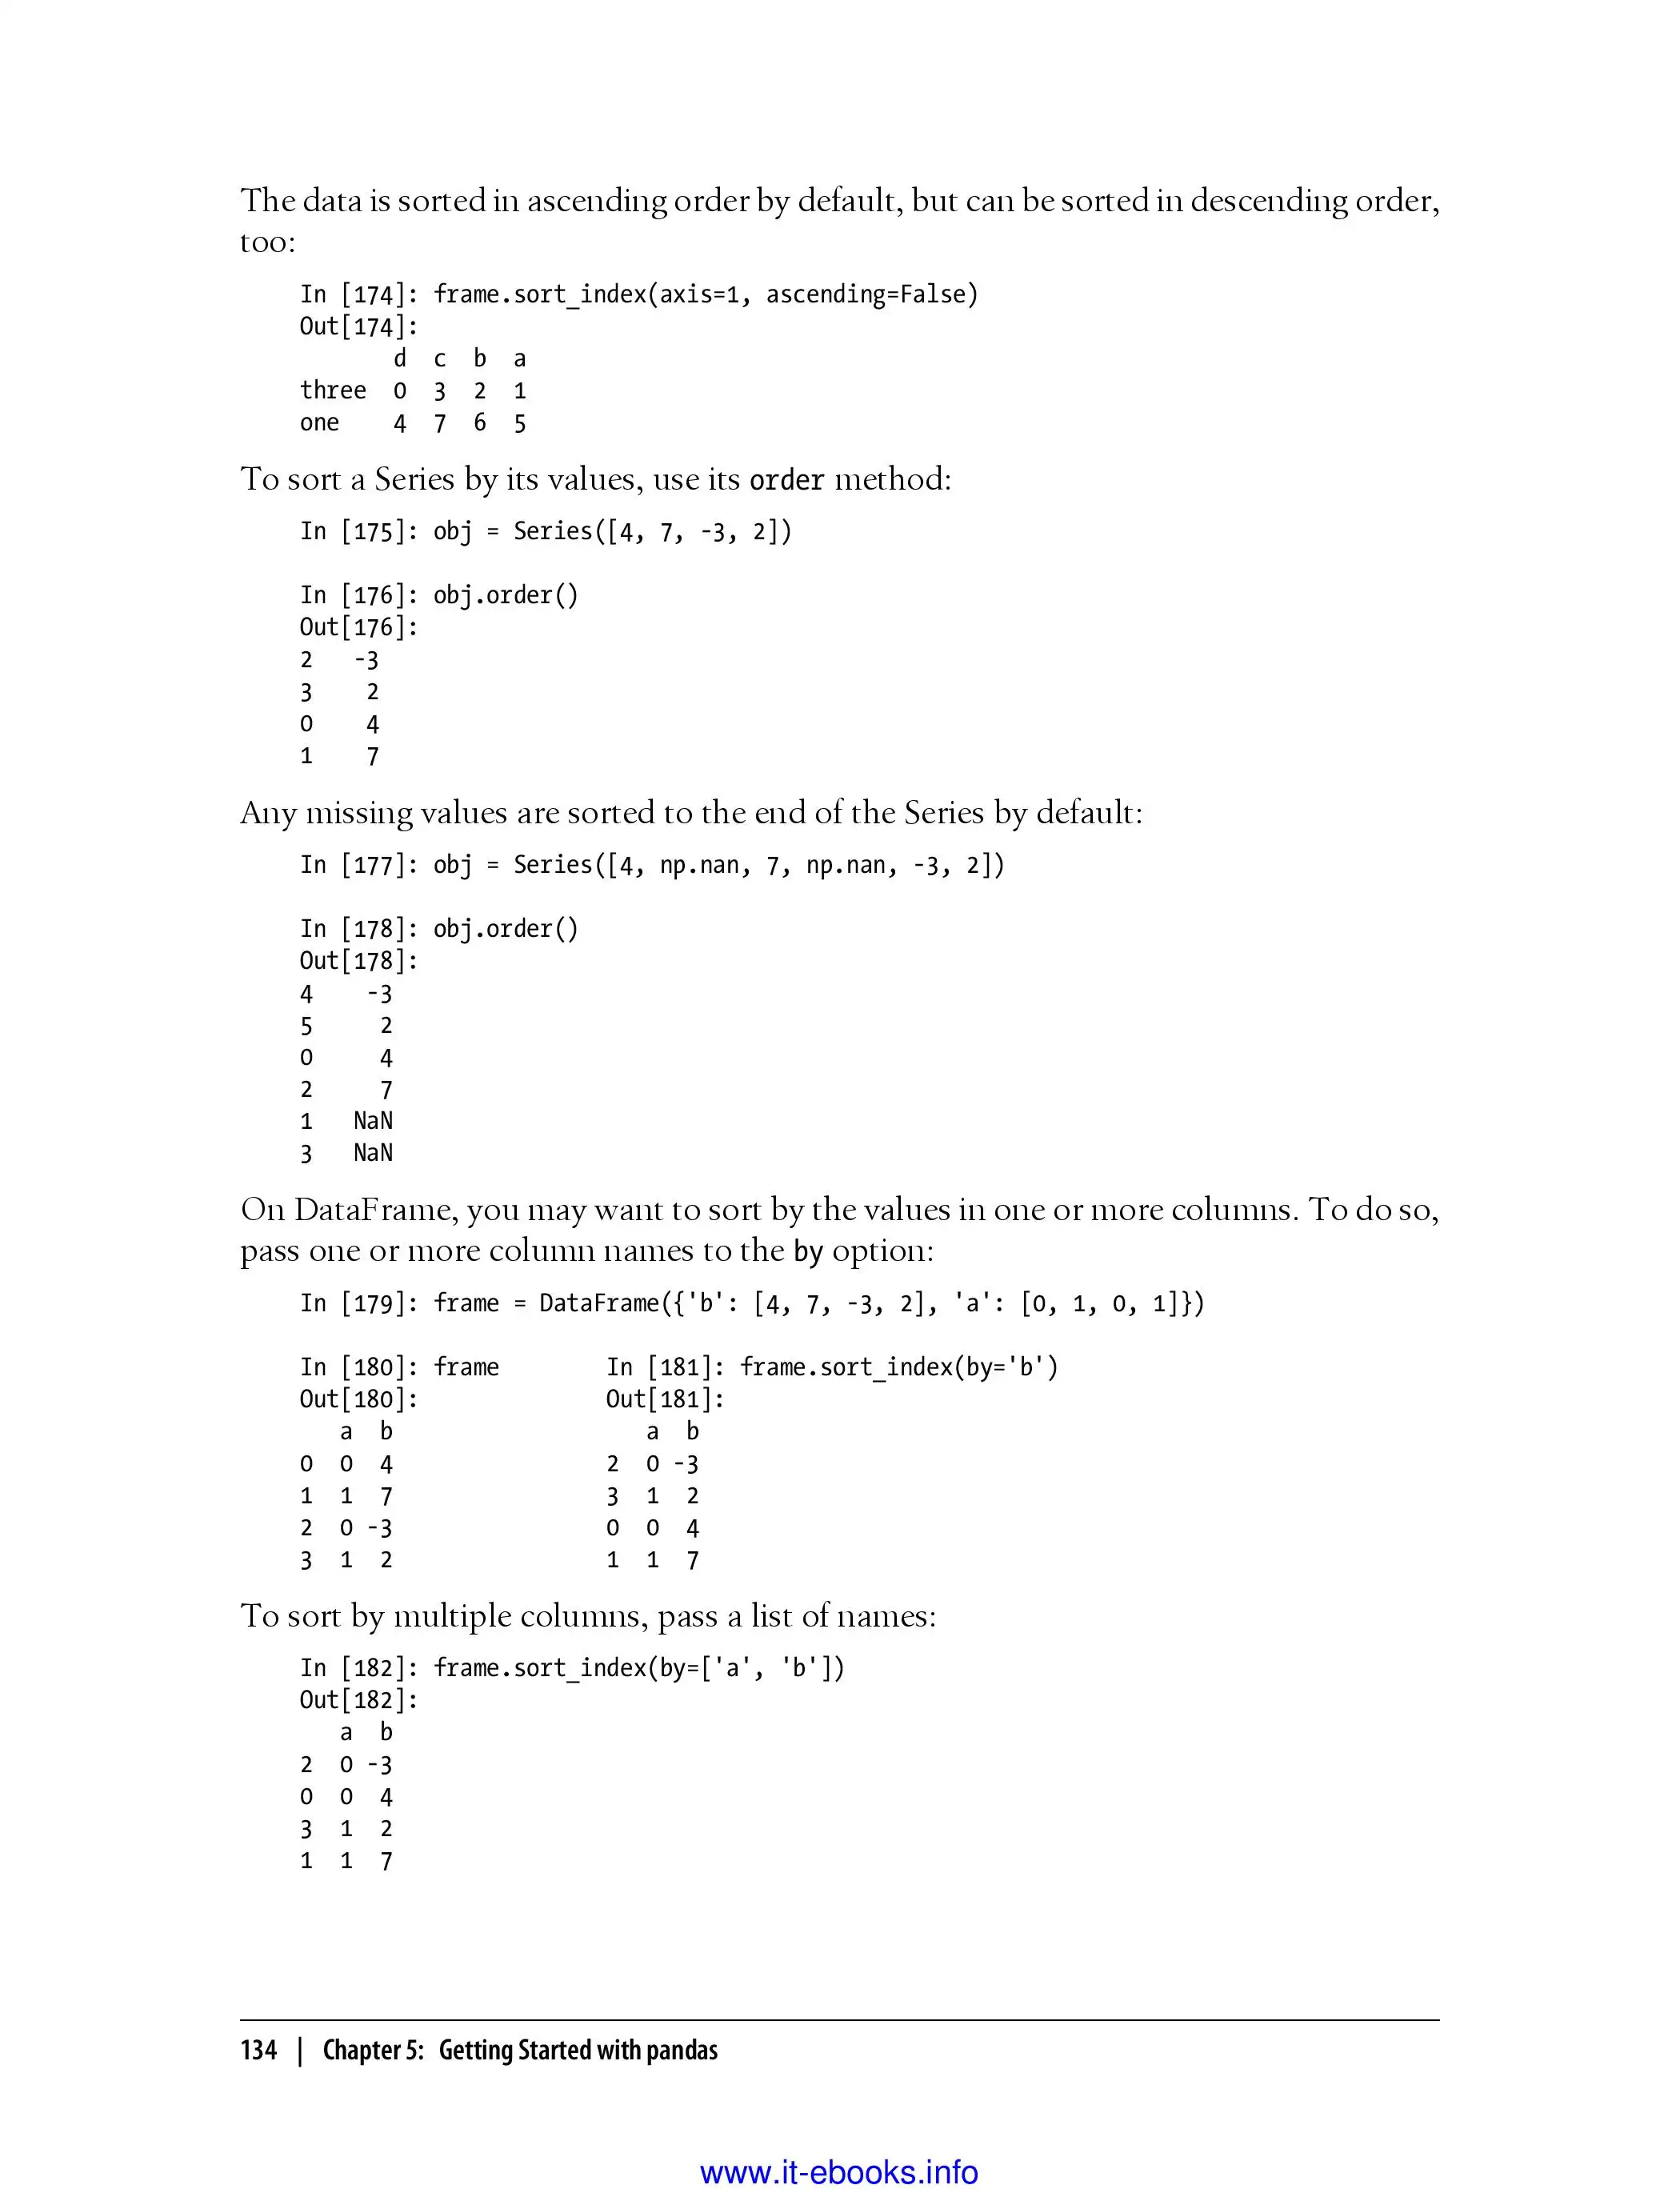 The data is sorted in ascending order by default, but can be sorted in descending order,
too:
In [174]: frame.sort_index(axis=1, ascending=False)
Out[174]:
       d  c  b  a
three  0  3  2  1
one    4  7  6  5
To sort a Series by its values, use its order method:
In [175]: obj = Series([4, 7, -3, 2])
In [176]: obj.order()
Out[176]:
2   -3
3    2
0    4
1    7
Any missing values are sorted to the end of the Series by default:
In [177]: obj = Series([4, np.nan, 7, np.nan, -3, 2])
In [178]: obj.order()
Out[178]:
4    -3
5     2
0     4
2     7
1   NaN
3   NaN
On DataFrame, you may want to sort by the values in one or more columns. To do so,
pass one or more column names to the by option:
In [179]: frame = DataFrame({'b': [4, 7, -3, 2], 'a': [0, 1, 0, 1]})
In [180]: frame        In [181]: frame.sort_index(by='b')
Out[180]:              Out[181]:
   a  b                   a  b
0  0  4                2  0 -3
1  1  7                3  1  2
2  0 -3                0  0  4
3  1  2                1  1  7
To sort by multiple columns, pass a list of names:
In [182]: frame.sort_index(by=['a', 'b'])
Out[182]:
   a  b
2  0 -3
0  0  4
3  1  2
1  1  7
134 | Chapter 5: Getting Started with pandas
www.it-ebooks.info